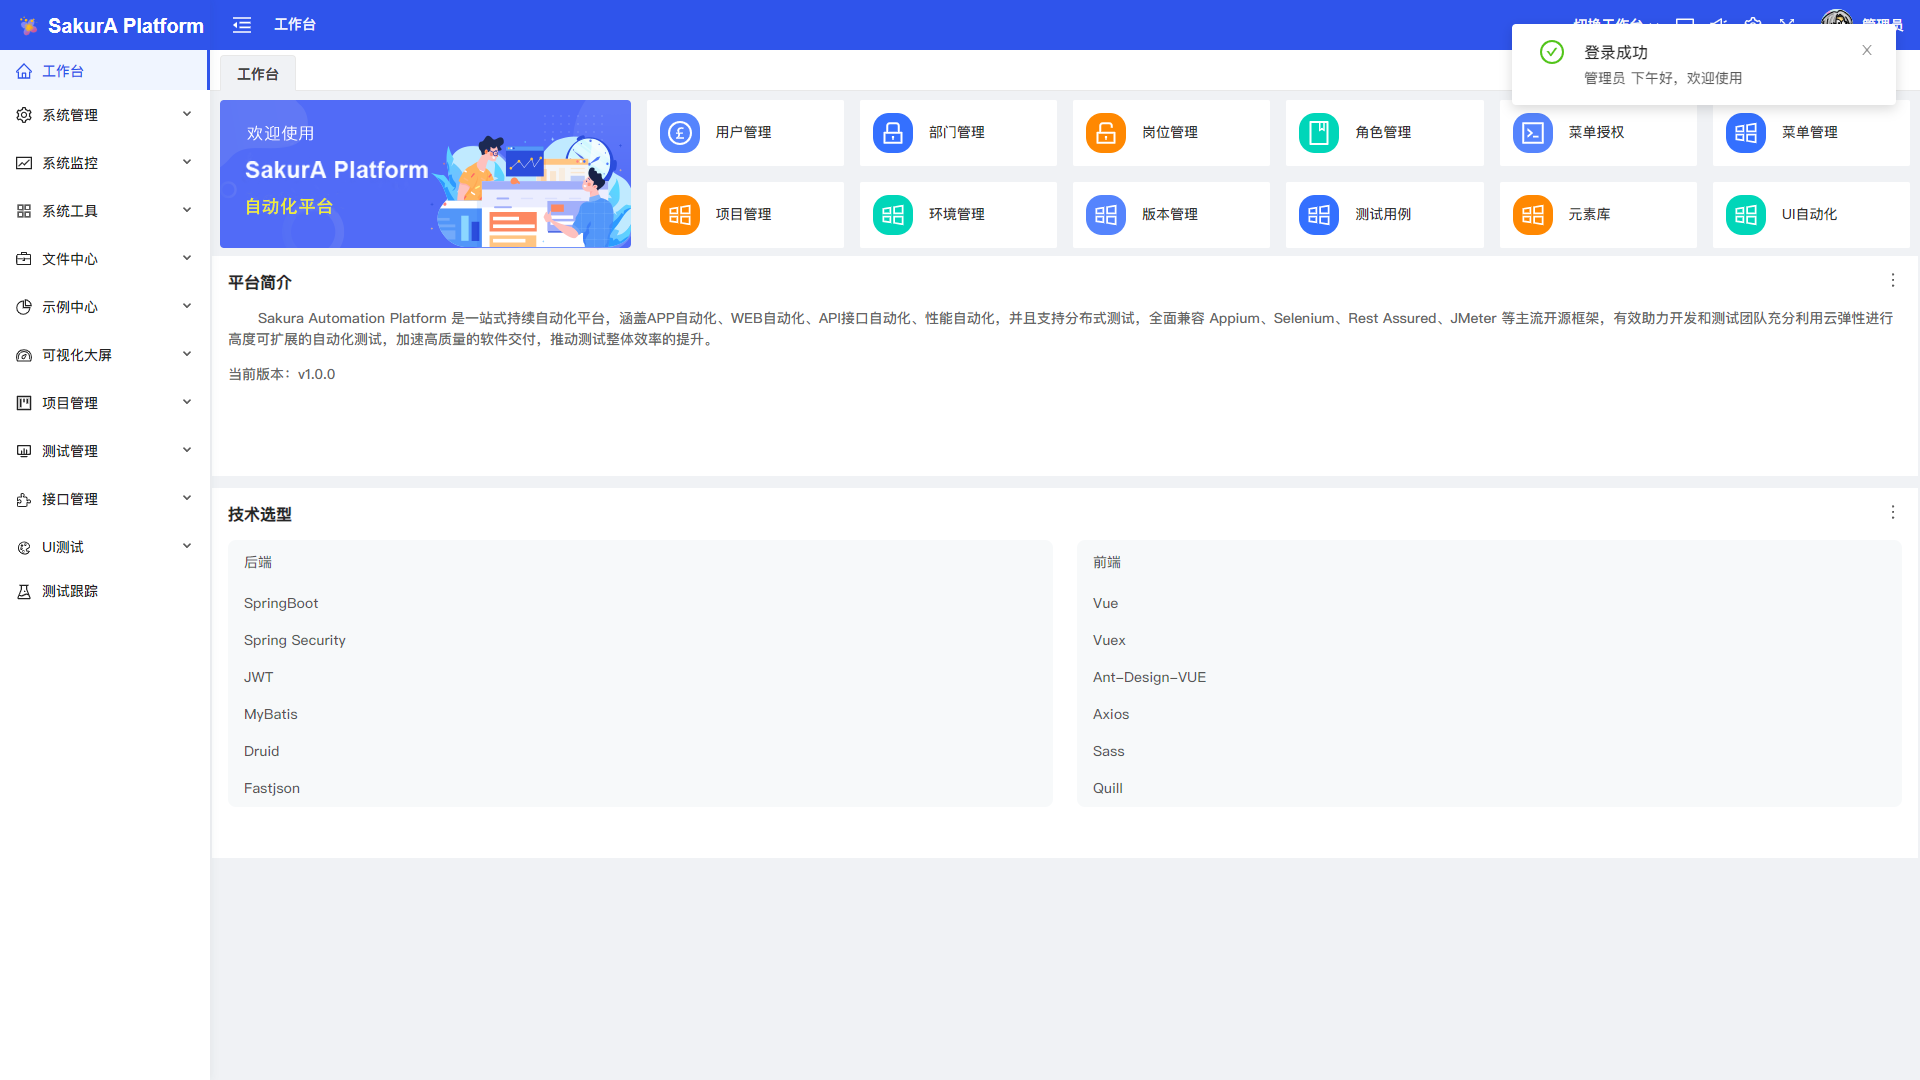 SakurA Platform
工作台
切换工作台
管理员
登录成功
管理员 下午好，欢迎使用
工作台
系统管理
系统监控
系统工具
文件中心
示例中心
可视化大屏
项目管理
测试管理
接口管理
UI测试
测试跟踪
工作台
欢迎使用
SakurA Platform
自动化平台
用户管理
部门管理
岗位管理
角色管理
菜单授权
菜单管理
项目管理
环境管理
版本管理
测试用例
元素库
UI自动化
平台简介
Sakura Automation Platform 是一站式持续自动化平台，涵盖APP自动化、WEB自动化、API接口自动化、性能自动化，并且支持分布式测试，全面兼容 Appium、Selenium、Rest Assured、JMeter 等主流开源框架，有效助力开发和测试团队充分利用云弹性进行
高度可扩展的自动化测试，加速高质量的软件交付，推动测试整体效率的提升。
当前版本：v1.0.0
技术选型
后端
SpringBoot
Spring Security
JWT
MyBatis
Druid
Fastjson
前端
Vue
Vuex
Ant-Design-VUE
Axios
Sass
Quill